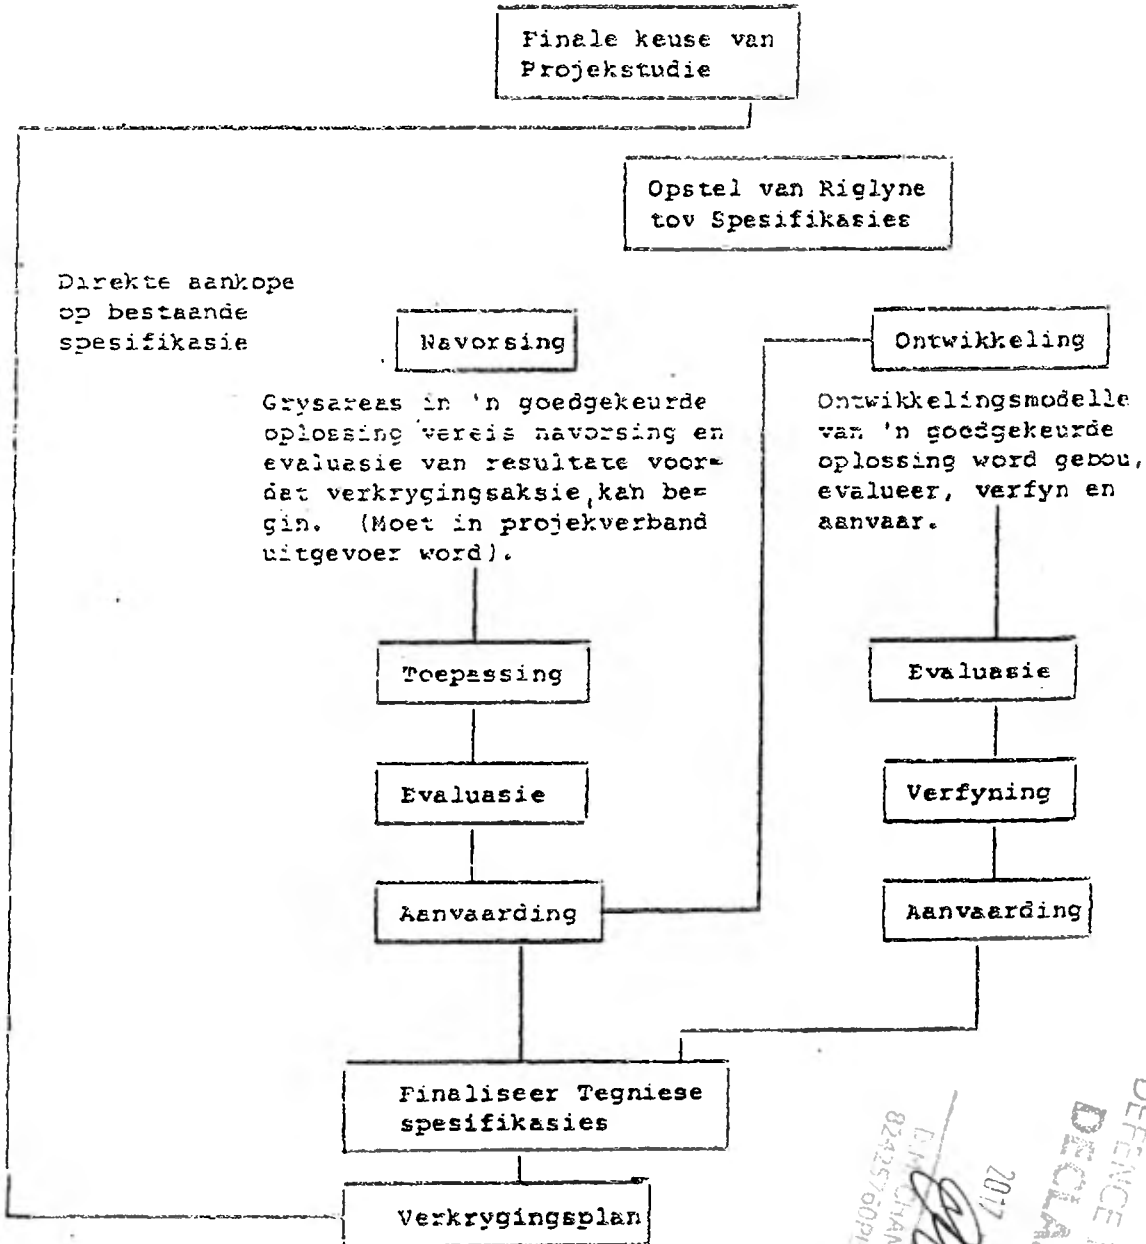 Finale keuse van
Projekstudie
Opstel van Riglyne
tov Spesifikasies
Direkte aankope
op bestaande
spesifikasie
Navorsing
Ontwikkeling
Grysareas in 'n goedgekeurde
oplossing vereis navorsing en
evaluasie van resultate voor=
dat verkrygingsaksie kan be=
gin. (Moet in projekverband
uitgevoer word).
Ontwikkelingsmodelle
van 'n goedgekeurde
oplossing word gebou,
evalueer, verfyn en
aanvaar.
Toepassing
Evaluasie
Evaluasie
Verfyning
Aanvaarding
Aanvaarding
Finaliseer Tegniese
spesifikasies
Verkrygingsplan
DEFENCE
2017